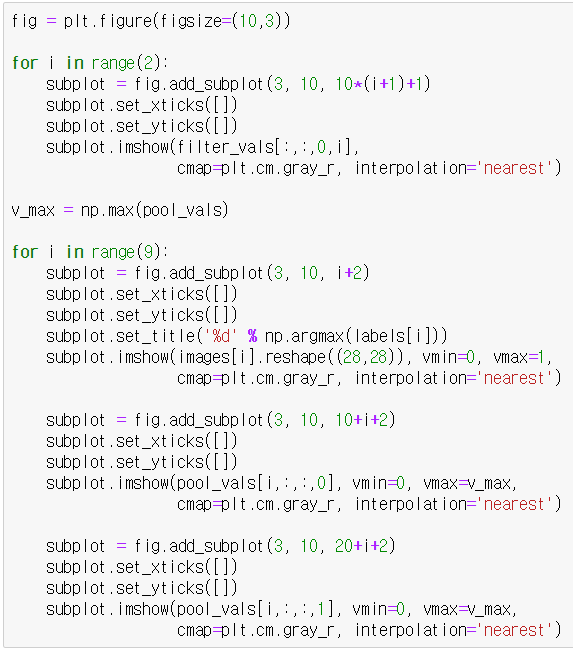 fig = plt.figure(figsize=(10,3))

for i in range(2):
    subplot = fig.add_subplot(3, 10, 10*(i+1)+1)
    subplot.set_xticks([])
    subplot.set_yticks([])
    subplot.imshow(filter_vals[:,:,0,i],
                   cmap=plt.cm.gray_r, interpolation='nearest')

v_max = np.max(pool_vals)

for i in range(9):
    subplot = fig.add_subplot(3, 10, i+2)
    subplot.set_xticks([])
    subplot.set_yticks([])
    subplot.set_title('%d' % np.argmax(labels[i]))
    subplot.imshow(images[i].reshape((28,28)), vmin=0, vmax=1,
                   cmap=plt.cm.gray_r, interpolation='nearest')

    subplot = fig.add_subplot(3, 10, 10+i+2)
    subplot.set_xticks([])
    subplot.set_yticks([])
    subplot.imshow(pool_vals[i,:,:,0], vmin=0, vmax=v_max,
                   cmap=plt.cm.gray_r, interpolation='nearest')

    subplot = fig.add_subplot(3, 10, 20+i+2)
    subplot.set_xticks([])
    subplot.set_yticks([])
    subplot.imshow(pool_vals[i,:,:,1], vmin=0, vmax=v_max,
                   cmap=plt.cm.gray_r, interpolation='nearest')